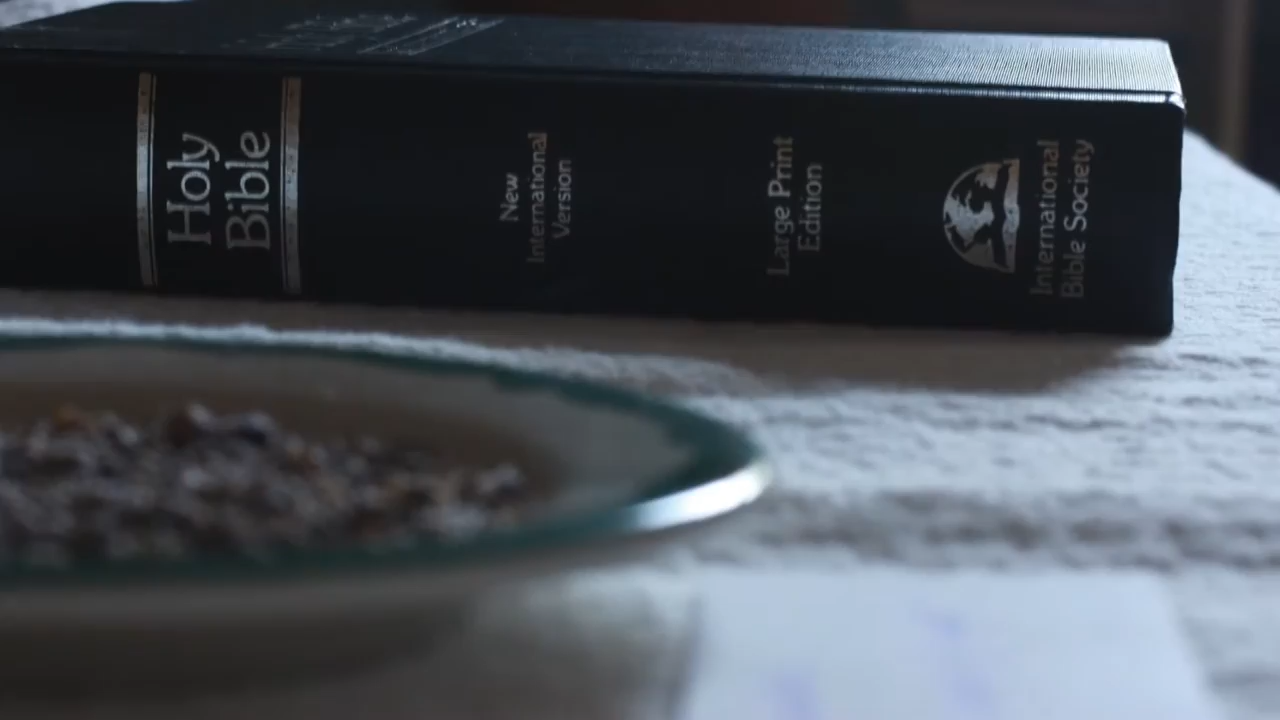 Holy
Bible
New
International
Version
Large Print
Edition
International
Bible Society